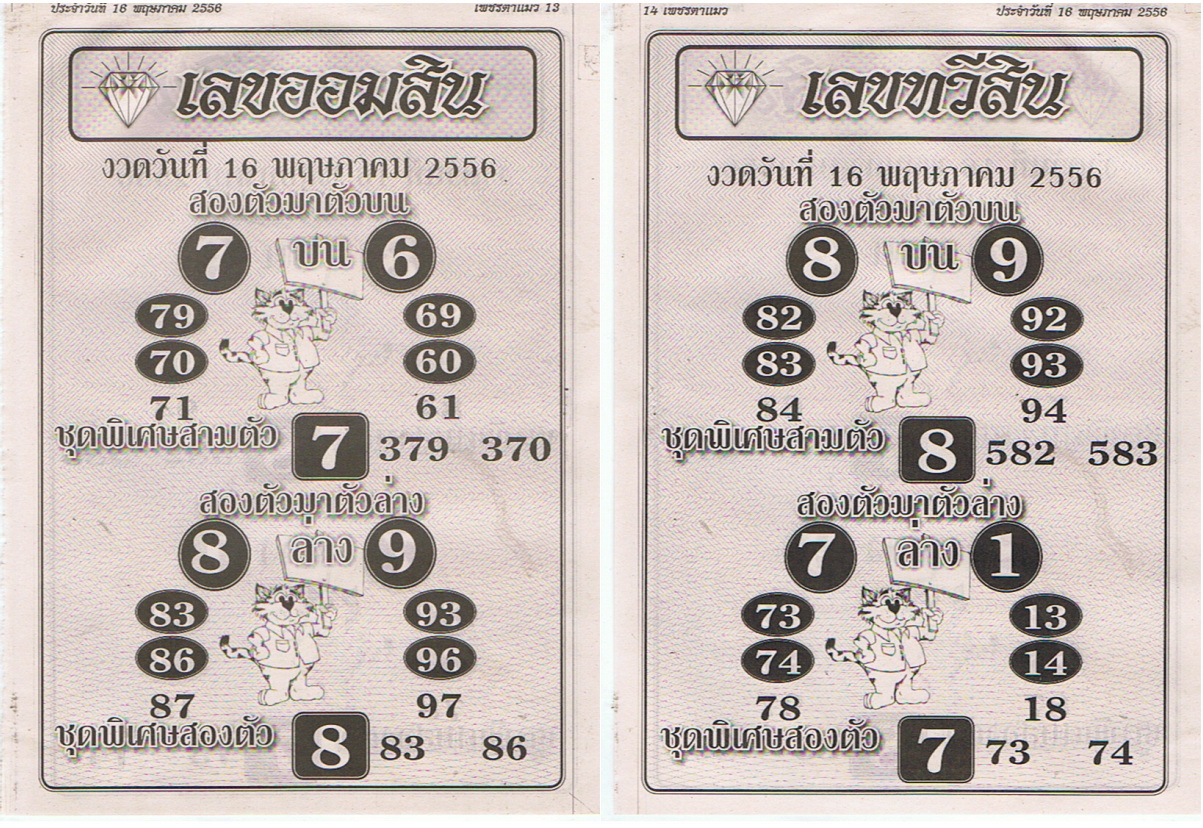 ประจำวันที่ 16 พฤษภาคม 2556 เพชรตาแมว 13
เลขออมสิน
งวดวันที่ 16 พฤษภาคม 2556
สองตัวมาตัวบน
7 บน 6
79 69
70 60
71 61
ชุดพิเศษสามตัว 7 379 370
สองตัวมาตัวล่าง
8 ล่าง 9
83 93
86 96
87 97
ชุดพิเศษสองตัว 8 83 86
14 เพชรตาแมว ประจำวันที่ 16 พฤษภาคม 2556
เลขทวีสิน
งวดวันที่ 16 พฤษภาคม 2556
สองตัวมาตัวบน
8 บน 9
82 92
83 93
84 94
ชุดพิเศษสามตัว 8 582 583
สองตัวมาตัวล่าง
7 ล่าง 1
73 13
74 14
78 18
ชุดพิเศษสองตัว 7 73 74